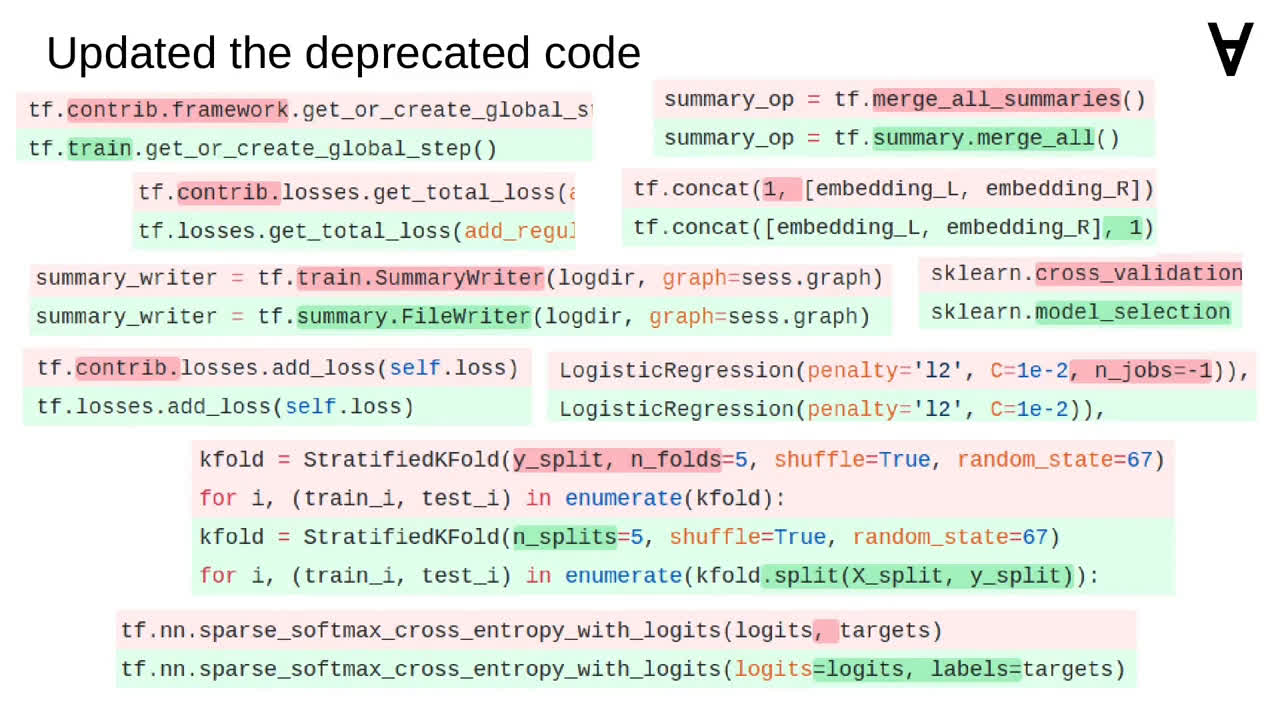 Updated the deprecated code
∀
tf.contrib.framework.get_or_create_global_s
tf.train.get_or_create_global_step()
summary_op = tf.merge_all_summaries()
summary_op = tf.summary.merge_all()
tf.contrib.losses.get_total_loss(
tf.losses.get_total_loss(add_regul
tf.concat(1, [embedding_L, embedding_R])
tf.concat([embedding_L, embedding_R], 1)
summary_writer = tf.train.SummaryWriter(logdir, graph=sess.graph)
summary_writer = tf.summary.FileWriter(logdir, graph=sess.graph)
sklearn.cross_validation
sklearn.model_selection
tf.contrib.losses.add_loss(self.loss)
tf.losses.add_loss(self.loss)
LogisticRegression(penalty='l2', C=1e-2, n_jobs=-1)),
LogisticRegression(penalty='l2', C=1e-2)),
kfold = StratifiedKFold(y_split, n_folds=5, shuffle=True, random_state=67)
for i, (train_i, test_i) in enumerate(kfold):
kfold = StratifiedKFold(n_splits=5, shuffle=True, random_state=67)
for i, (train_i, test_i) in enumerate(kfold.split(X_split, y_split)):
tf.nn.sparse_softmax_cross_entropy_with_logits(logits, targets)
tf.nn.sparse_softmax_cross_entropy_with_logits(logits=logits, labels=targets)